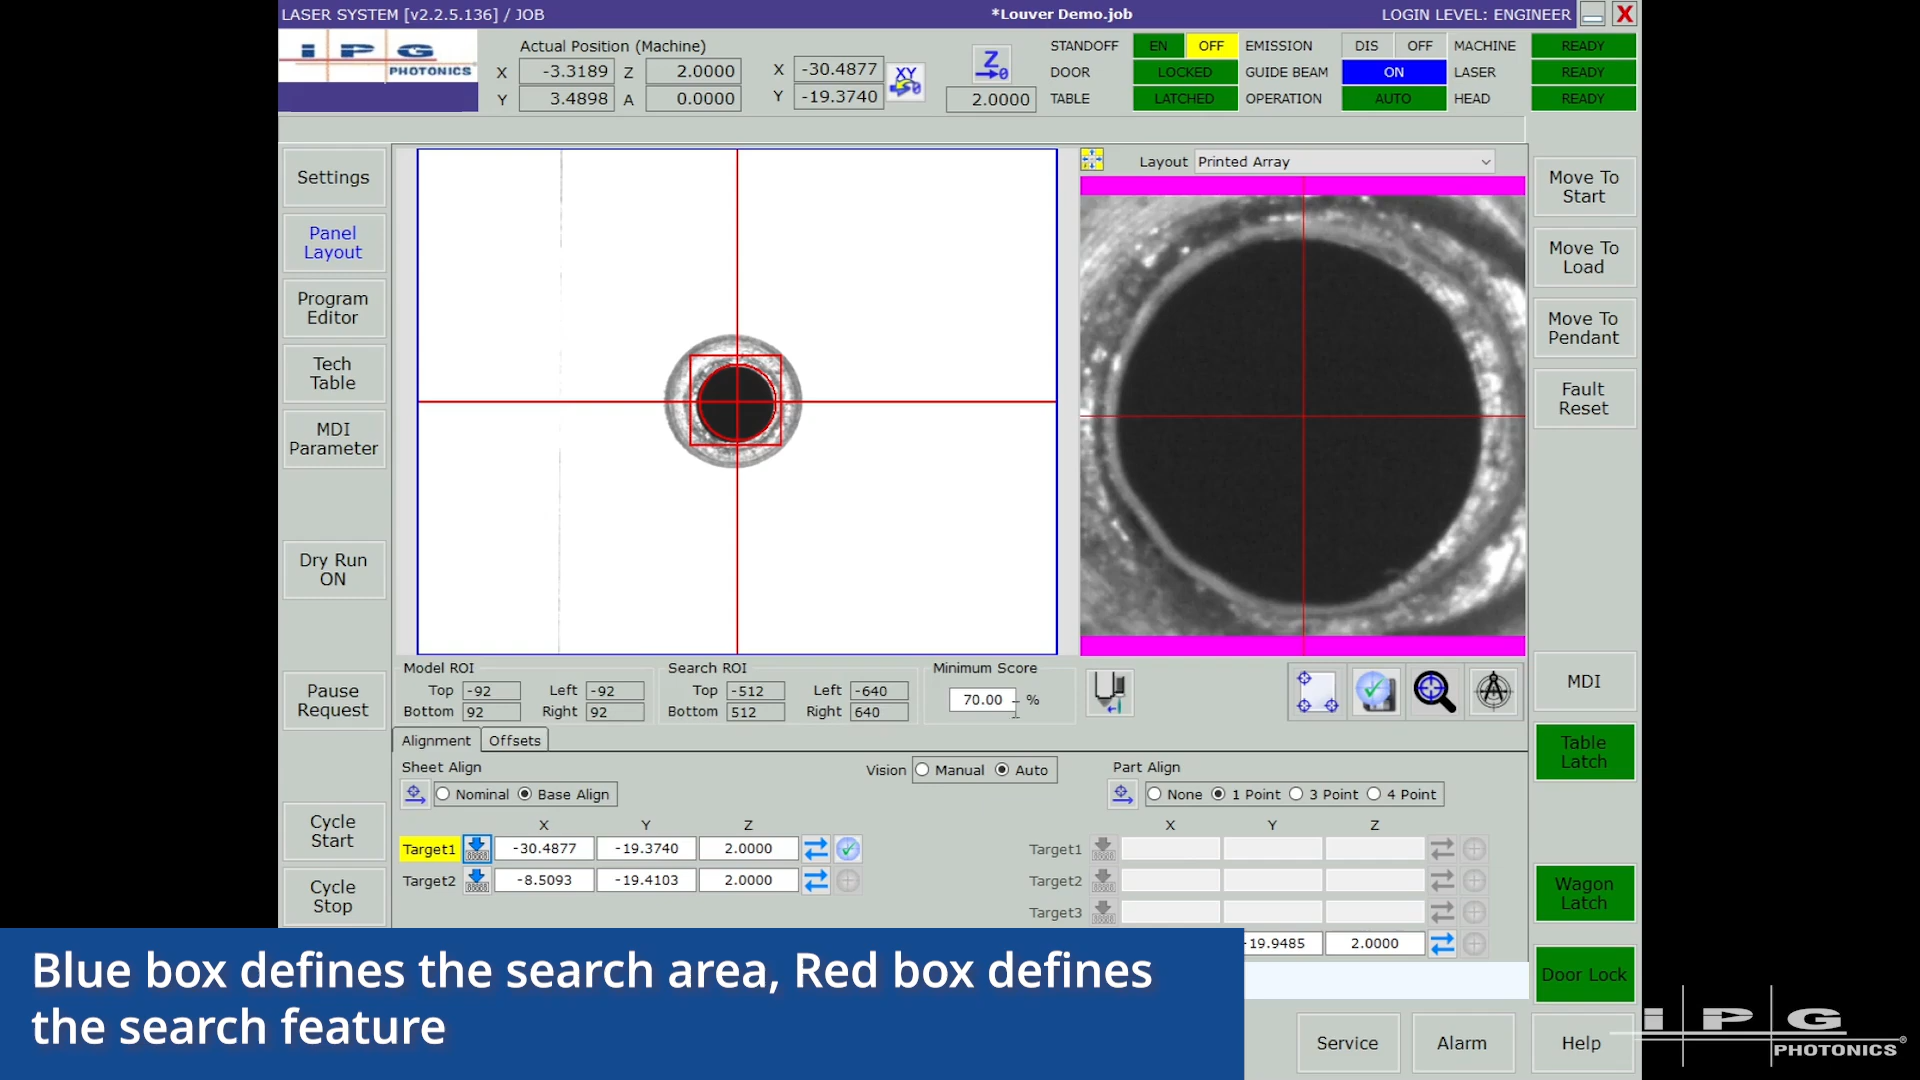 LASER SYSTEM [v2.2.5.136] / JOB
*Louver Demo.job
LOGIN LEVEL: ENGINEER
X
IPG
PHOTONICS
Actual Position (Machine)
X -3.3189 Z 2.0000
Y 3.4898 A 0.0000
X -30.4877
Y -19.3740
XY
Z
0
2.0000
STANDOFF EN OFF EMISSION DIS OFF MACHINE READY
DOOR LOCKED GUIDE BEAM ON LASER READY
TABLE LATCHED OPERATION AUTO HEAD READY
Settings
Panel
Layout
Program
Editor
Tech
Table
MDI
Parameter
Dry Run
ON
Pause
Request
Cycle
Start
Cycle
Stop
Layout Printed Array
Move To
Start
Move To
Load
Move To
Pendant
Fault
Reset
MDI
Table
Latch
Wagon
Latch
Door Lock
Model ROI
Top -92 Left -92
Bottom 92 Right 92
Search ROI
Top -512 Left -640
Bottom 512 Right 640
Minimum Score
70.00 %
Alignment Offsets
Sheet Align
Nominal Base Align
Vision Manual Auto
Part Align
None 1 Point 3 Point 4 Point
X Y Z
Target1 -30.4877 -19.3740 2.0000
Target2 -8.5093 -19.4103 2.0000
X Y Z
Target1
Target2
Target3
-19.9485 2.0000
Blue box defines the search area, Red box defines
the search feature
Service Alarm Help
IPG
PHOTONICS®